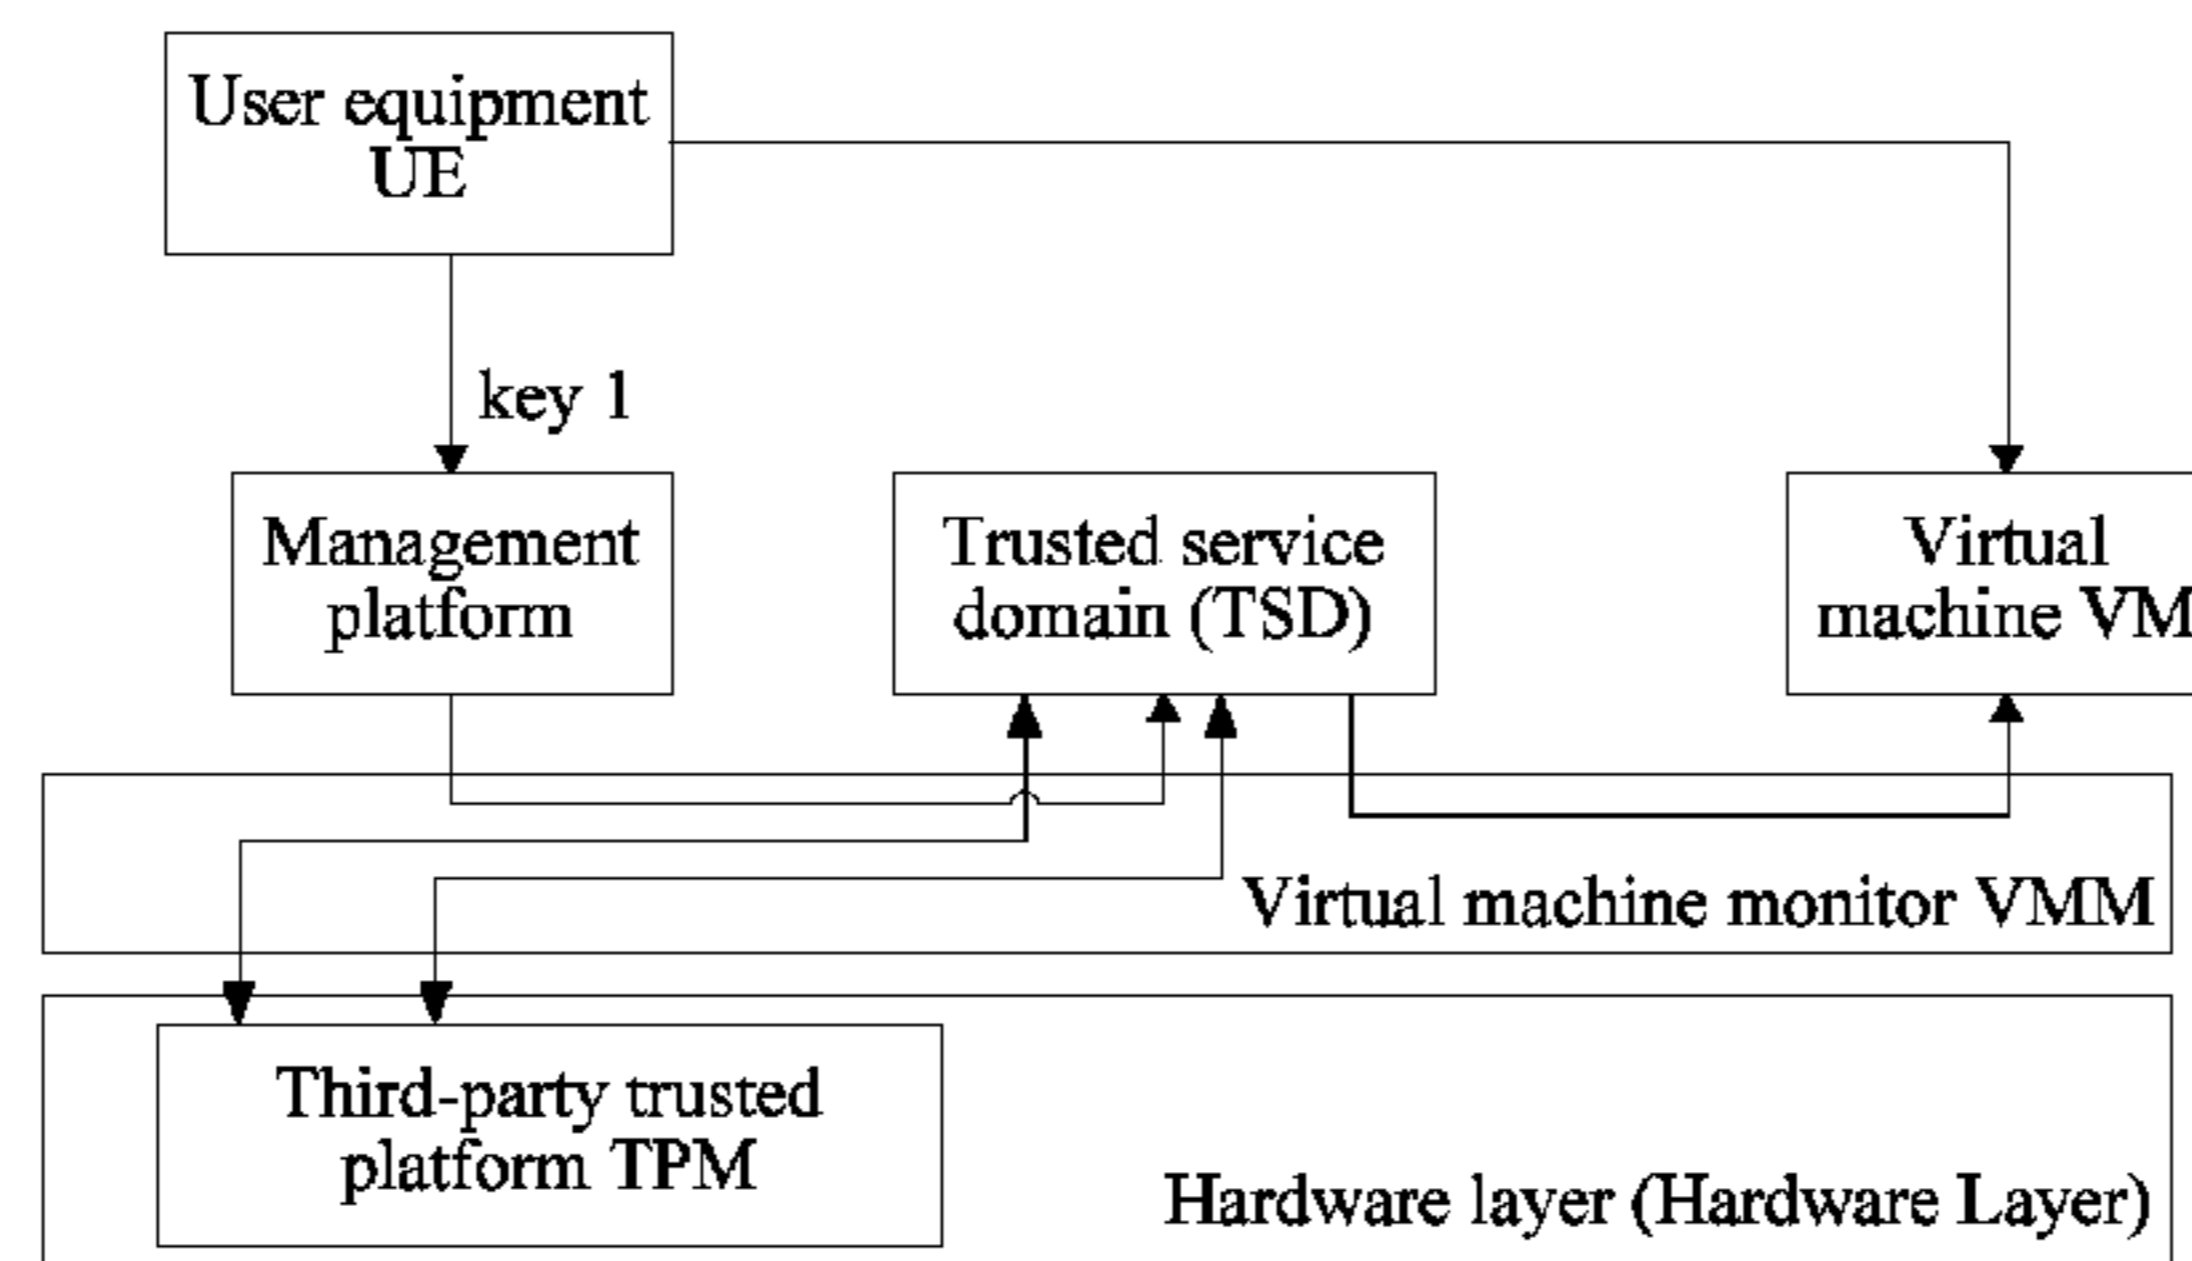 User equipment
UE
key 1
Management
platform
Trusted service
domain (TSD)
Virtual
machine VM
Virtual machine monitor VMM
Third-party trusted
platform TPM
Hardware layer (Hardware Layer)